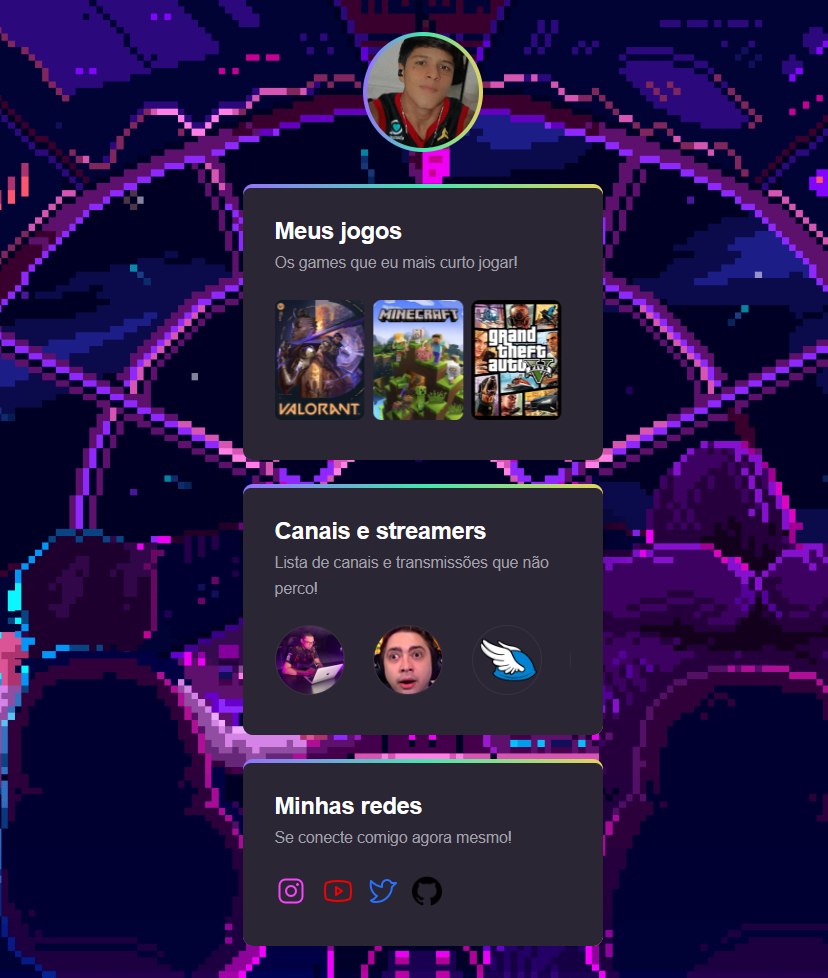 Meus jogos
Os games que eu mais curto jogar!
VALORANT
MINECRAFT
grand
theft
auto
FIVE
Canais e streamers
Lista de canais e transmissões que não
perco!
Minhas redes
Se conecte comigo agora mesmo!